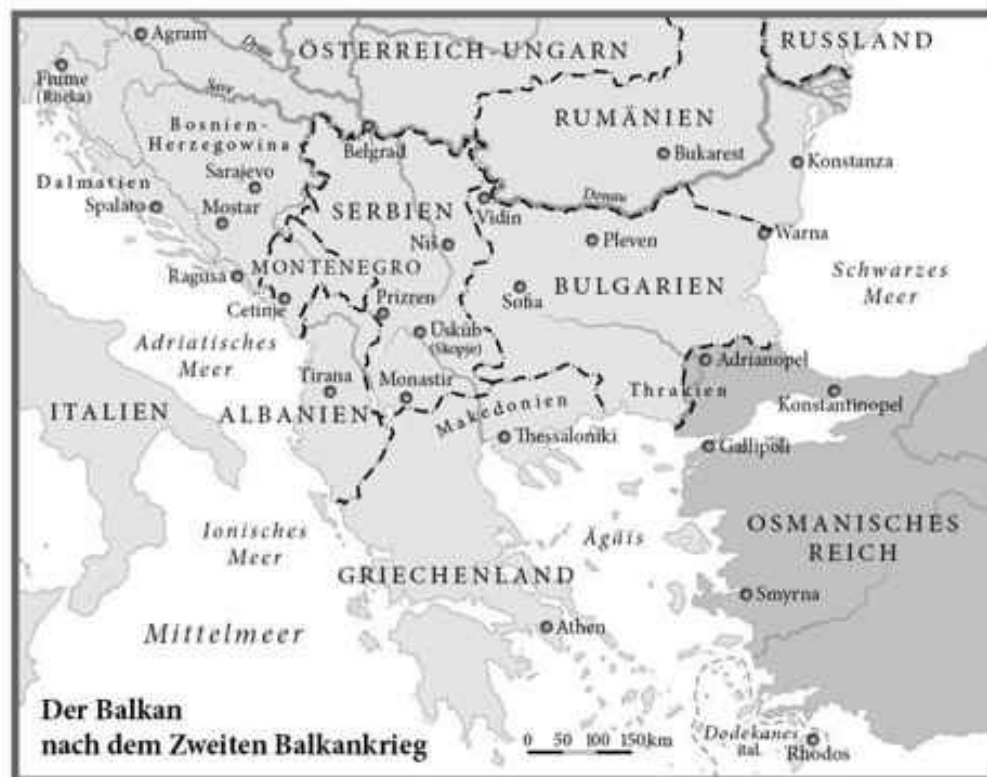 Agram
Drau
ÖSTERREICH-UNGARN
RUSSLAND
Fiume
(Rijeka)
Save
Bosnien-
Herzegowina
Belgrad
RUMÄNIEN
Bukarest
Konstanza
Sarajevo
Dalmatien
Spalato
Mostar
SERBIEN
Vidin
Donau
Niš
Pleven
Warna
Ragusa
MONTENEGRO
BULGARIEN
Schwarzes
Meer
Cetinje
Prizren
Sofia
Üsküb
(Skopje)
Adriatisches
Meer
Adrianopel
Tirana
Monastir
Thrakien
Konstantinopel
ITALIEN
ALBANIEN
Makedonien
Thessaloniki
Gallipoli
Ionisches
Meer
Ägäis
OSMANISCHES
REICH
GRIECHENLAND
Smyrna
Mittelmeer
Athen
Der Balkan
nach dem Zweiten Balkankrieg
0 50 100 150 km
Dodekanes
ital.
Rhodos